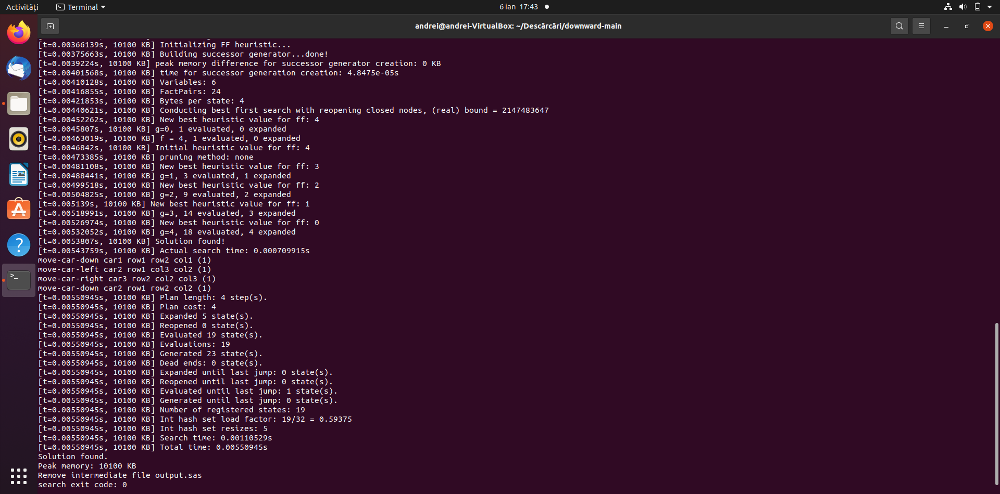 Activități
Terminal
6 ian 17:43
andrei@andrei-VirtualBox: ~/Descărcări/downward-main
[t=0.00366139s, 10100 KB] Initializing FF heuristic...
[t=0.00375663s, 10100 KB] Building successor generator...done!
[t=0.0039224s, 10100 KB] peak memory difference for successor generator creation: 0 KB
[t=0.00401568s, 10100 KB] time for successor generation creation: 4.8475e-05s
[t=0.00410128s, 10100 KB] Variables: 6
[t=0.00416855s, 10100 KB] FactPairs: 24
[t=0.00421853s, 10100 KB] Bytes per state: 4
[t=0.00440621s, 10100 KB] Conducting best first search with reopening closed nodes, (real) bound = 2147483647
[t=0.00452262s, 10100 KB] New best heuristic value for ff: 4
[t=0.0045807s, 10100 KB] g=0, 1 evaluated, 0 expanded
[t=0.00463019s, 10100 KB] f = 4, 1 evaluated, 0 expanded
[t=0.0046842s, 10100 KB] Initial heuristic value for ff: 4
[t=0.00473385s, 10100 KB] pruning method: none
[t=0.00481108s, 10100 KB] New best heuristic value for ff: 3
[t=0.00488441s, 10100 KB] g=1, 3 evaluated, 1 expanded
[t=0.00499518s, 10100 KB] New best heuristic value for ff: 2
[t=0.00504825s, 10100 KB] g=2, 9 evaluated, 2 expanded
[t=0.005139s, 10100 KB] New best heuristic value for ff: 1
[t=0.00518991s, 10100 KB] g=3, 14 evaluated, 3 expanded
[t=0.00526974s, 10100 KB] New best heuristic value for ff: 0
[t=0.00532052s, 10100 KB] g=4, 18 evaluated, 4 expanded
[t=0.0053807s, 10100 KB] Solution found!
[t=0.00543759s, 10100 KB] Actual search time: 0.000709915s
move-car-down car1 row1 row2 col1 (1)
move-car-left car2 row1 col3 col2 (1)
move-car-right car3 row2 col2 col3 (1)
move-car-down car2 row1 row2 col2 (1)
[t=0.00550945s, 10100 KB] Plan length: 4 step(s).
[t=0.00550945s, 10100 KB] Plan cost: 4
[t=0.00550945s, 10100 KB] Expanded 5 state(s).
[t=0.00550945s, 10100 KB] Reopened 0 state(s).
[t=0.00550945s, 10100 KB] Evaluated 19 state(s).
[t=0.00550945s, 10100 KB] Evaluations: 19
[t=0.00550945s, 10100 KB] Generated 23 state(s).
[t=0.00550945s, 10100 KB] Dead ends: 0 state(s).
[t=0.00550945s, 10100 KB] Expanded until last jump: 0 state(s).
[t=0.00550945s, 10100 KB] Reopened until last jump: 0 state(s).
[t=0.00550945s, 10100 KB] Evaluated until last jump: 1 state(s).
[t=0.00550945s, 10100 KB] Generated until last jump: 0 state(s).
[t=0.00550945s, 10100 KB] Number of registered states: 19
[t=0.00550945s, 10100 KB] Int hash set load factor: 19/32 = 0.59375
[t=0.00550945s, 10100 KB] Int hash set resizes: 5
[t=0.00550945s, 10100 KB] Search time: 0.00110529s
[t=0.00550945s, 10100 KB] Total time: 0.00550945s
Solution found.
Peak memory: 10100 KB
Remove intermediate file output.sas
search exit code: 0